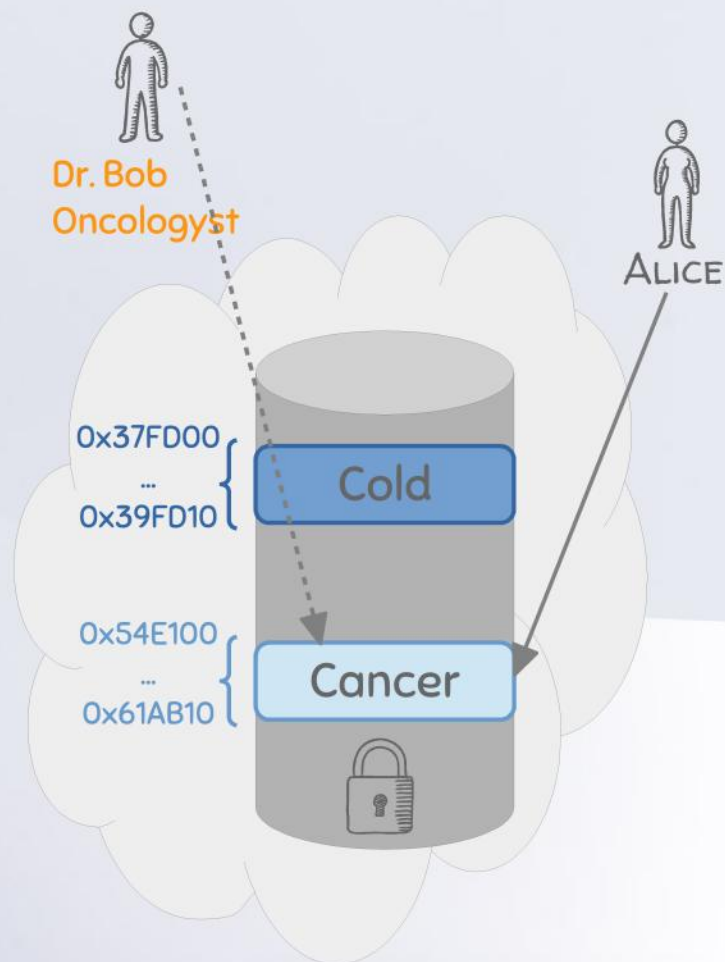 Dr. Bob
Oncologyst
ALICE
0x37FD00
...
0x39FD10
Cold
0x54E100
...
0x61AB10
Cancer